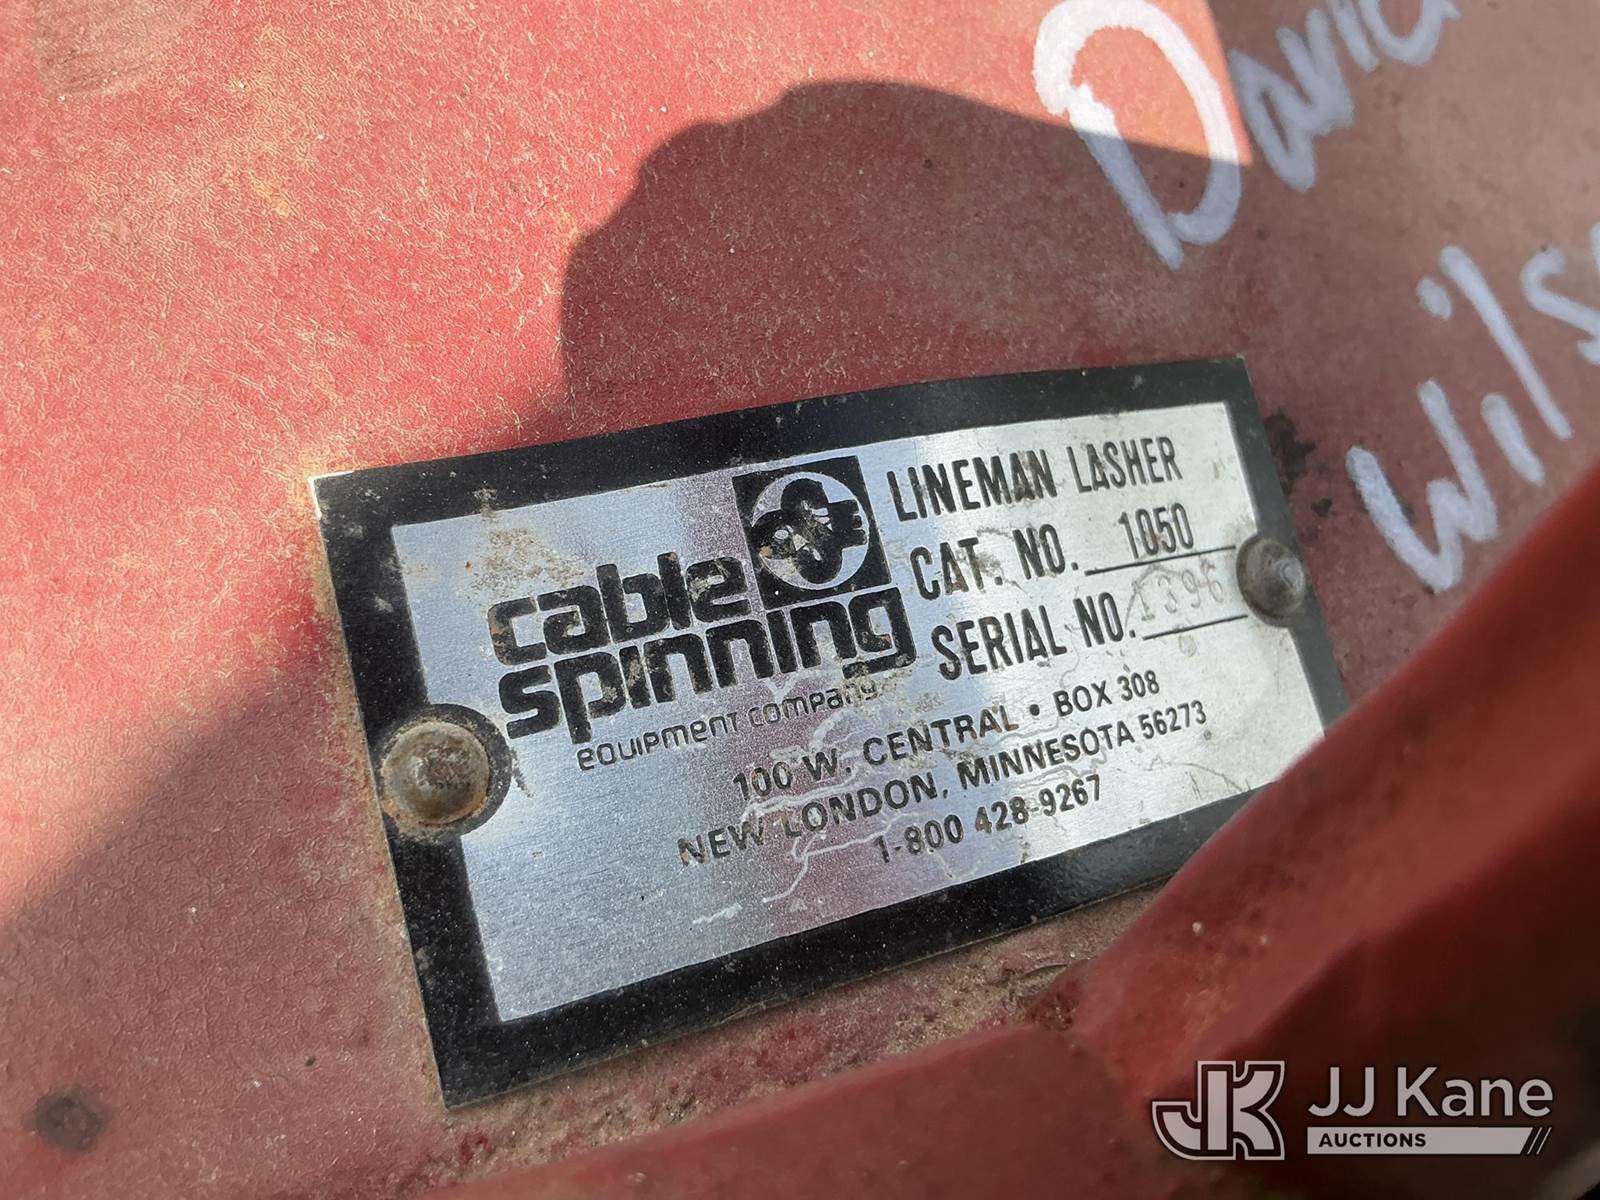 David
LINEMAN LASHER
CAT. NO. 1050
SERIAL NO. 1396
cable
spinning
equipment company
100 W. CENTRAL • BOX 308
NEW LONDON, MINNESOTA 56273
1-800 428-9267
JJ Kane
AUCTIONS